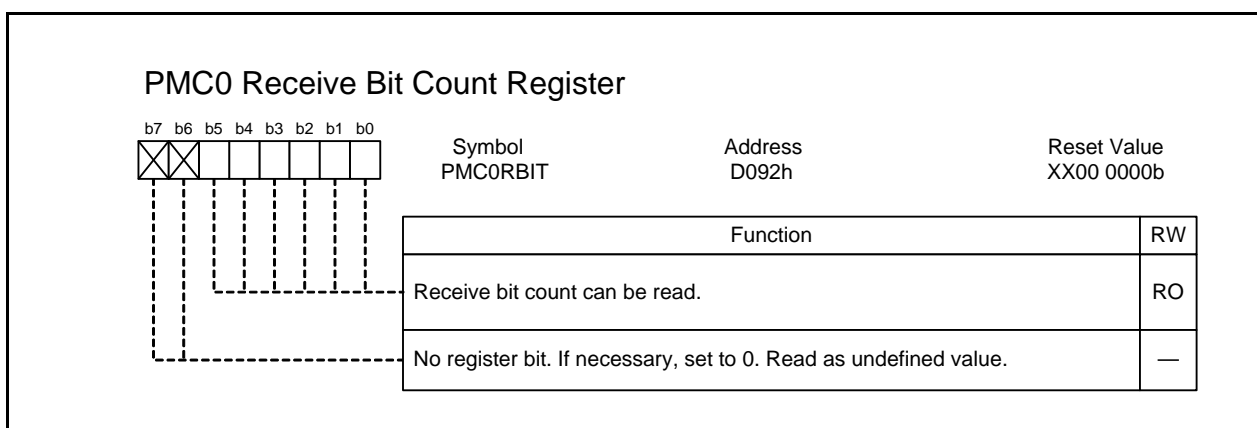 PMC0 Receive Bit Count Register
b7 b6 b5 b4 b3 b2 b1 b0
Symbol Address Reset Value
PMC0RBIT D092h XX00 0000b
Function RW
Receive bit count can be read. RO
No register bit. If necessary, set to 0. Read as undefined value. —